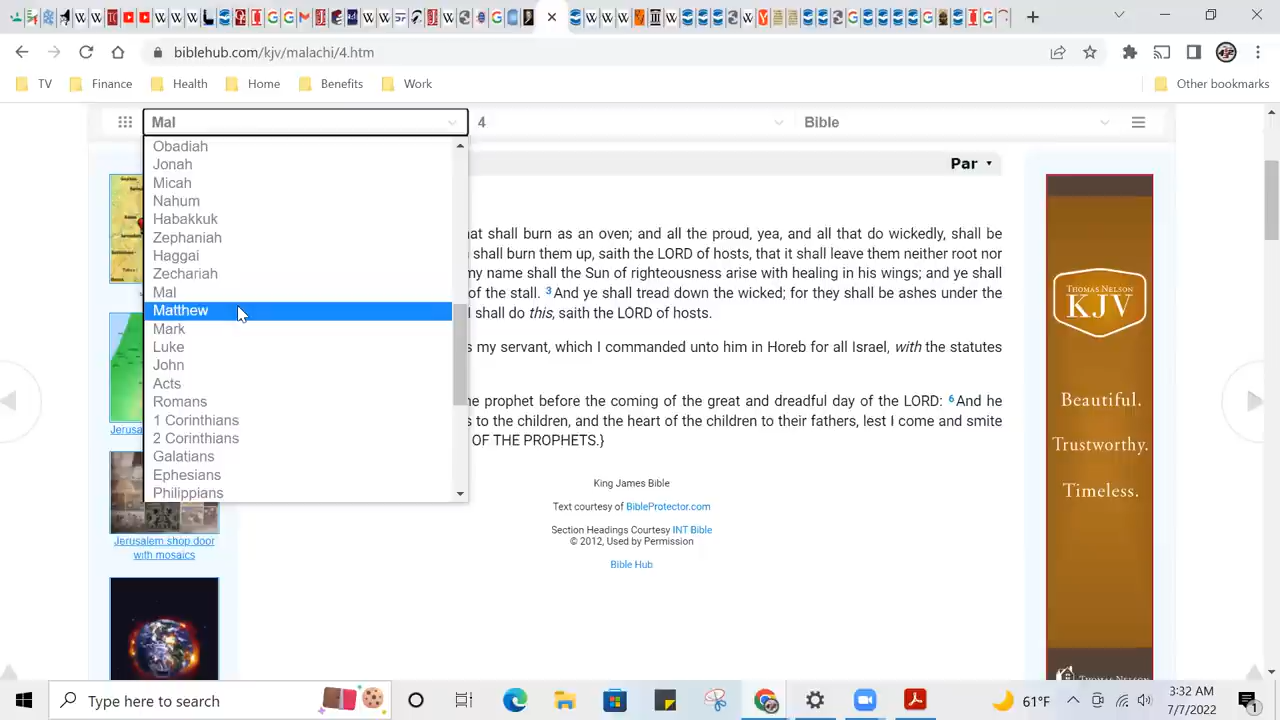 biblehub.com/kjv/malachi/4.htm
TV Finance Health Home Benefits Work Other bookmarks
Mal 4 Bible
Par
Obadiah
Jonah
Micah
Nahum
Habakkuk
Zephaniah
Haggai
Zechariah
Mal
Matthew
Mark
Luke
John
Acts
Romans
1 Corinthians
2 Corinthians
Galatians
Ephesians
Philippians
at shall burn as an oven; and all the proud, yea, and all that do wickedly, shall be
shall burn them up, saith the LORD of hosts, that it shall leave them neither root nor
my name shall the Sun of righteousness arise with healing in his wings; and ye shall
of the stall. 3 And ye shall tread down the wicked; for they shall be ashes under the
I shall do this, saith the LORD of hosts.
s my servant, which I commanded unto him in Horeb for all Israel, with the statutes
e prophet before the coming of the great and dreadful day of the LORD: 6 And he
s to the children, and the heart of the children to their fathers, lest I come and smite
OF THE PROPHETS.}
King James Bible
Text courtesy of BibleProtector.com
Section Headings Courtesy INT Bible
© 2012, Used by Permission
Bible Hub
Jerusa
Jerusalem shop door
with mosaics
THOMAS NELSON
KJV
Beautiful.
Trustworthy.
Timeless.
THOMAS NELSON
Type here to search
61°F
3:32 AM
7/7/2022
1